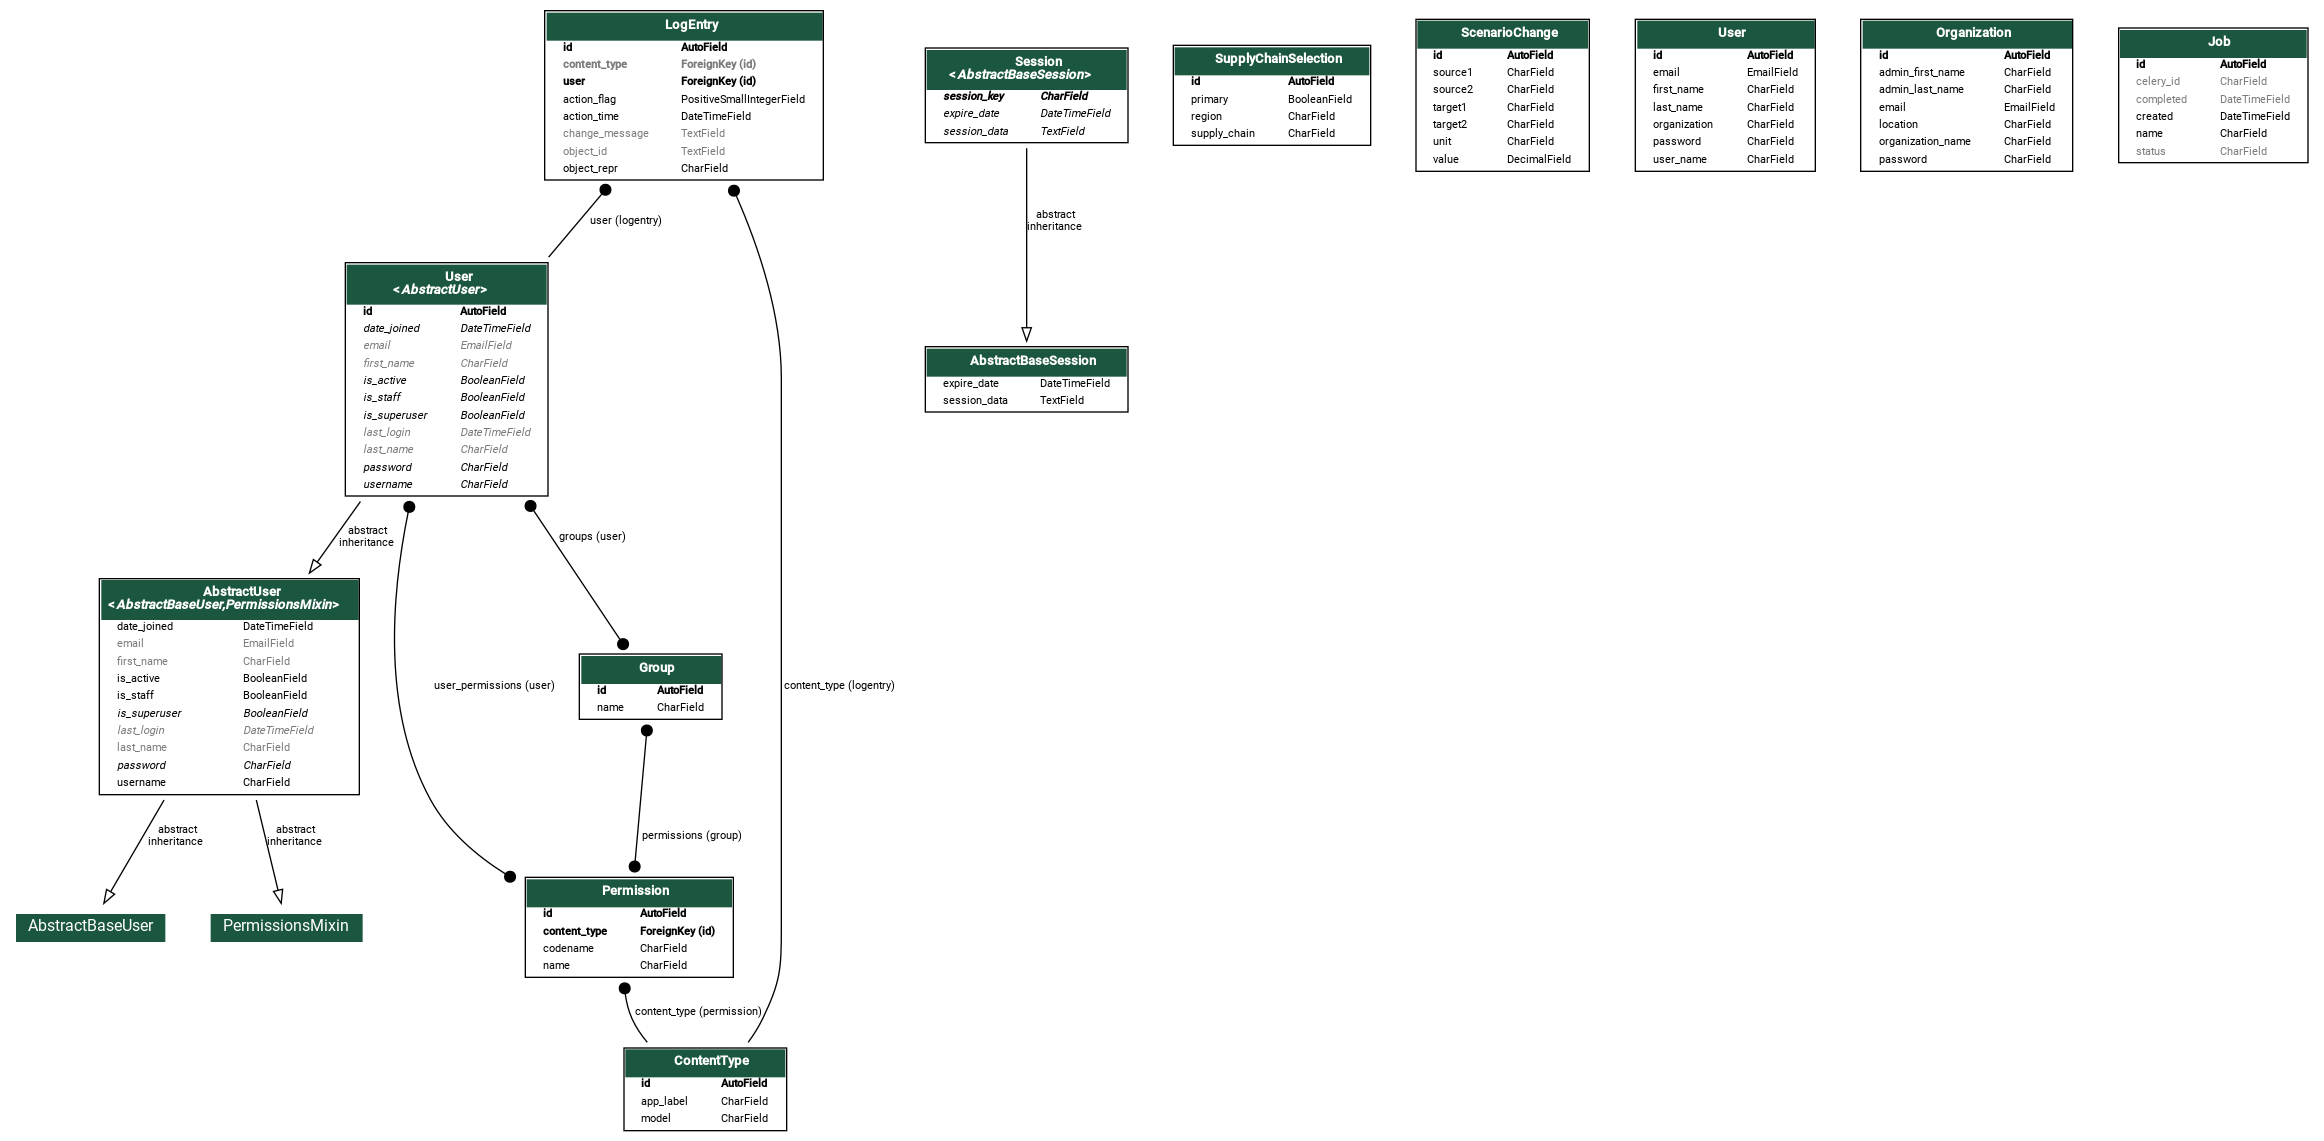 LogEntry
id AutoField
content_type ForeignKey (id)
user ForeignKey (id)
action_flag PositiveSmallIntegerField
action_time DateTimeField
change_message TextField
object_id TextField
object_repr CharField
user (logentry)
User
<AbstractUser>
id AutoField
date_joined DateTimeField
email EmailField
first_name CharField
is_active BooleanField
is_staff BooleanField
is_superuser BooleanField
last_login DateTimeField
last_name CharField
password CharField
username CharField
abstract
inheritance
groups (user)
AbstractUser
<AbstractBaseUser,PermissionsMixin>
date_joined DateTimeField
email EmailField
first_name CharField
is_active BooleanField
is_staff BooleanField
is_superuser BooleanField
last_login DateTimeField
last_name CharField
password CharField
username CharField
user_permissions (user)
Group
id AutoField
name CharField
content_type (logentry)
abstract
inheritance
abstract
inheritance
permissions (group)
AbstractBaseUser
PermissionsMixin
Permission
id AutoField
content_type ForeignKey (id)
codename CharField
name CharField
content_type (permission)
ContentType
id AutoField
app_label CharField
model CharField
Session
<AbstractBaseSession>
session_key CharField
expire_date DateTimeField
session_data TextField
abstract
inheritance
AbstractBaseSession
expire_date DateTimeField
session_data TextField
SupplyChainSelection
id AutoField
primary BooleanField
region CharField
supply_chain CharField
ScenarioChange
id AutoField
source1 CharField
source2 CharField
target1 CharField
target2 CharField
unit CharField
value DecimalField
User
id AutoField
email EmailField
first_name CharField
last_name CharField
organization CharField
password CharField
user_name CharField
Organization
id AutoField
admin_first_name CharField
admin_last_name CharField
email EmailField
location CharField
organization_name CharField
password CharField
Job
id AutoField
celery_id CharField
completed DateTimeField
created DateTimeField
name CharField
status CharField